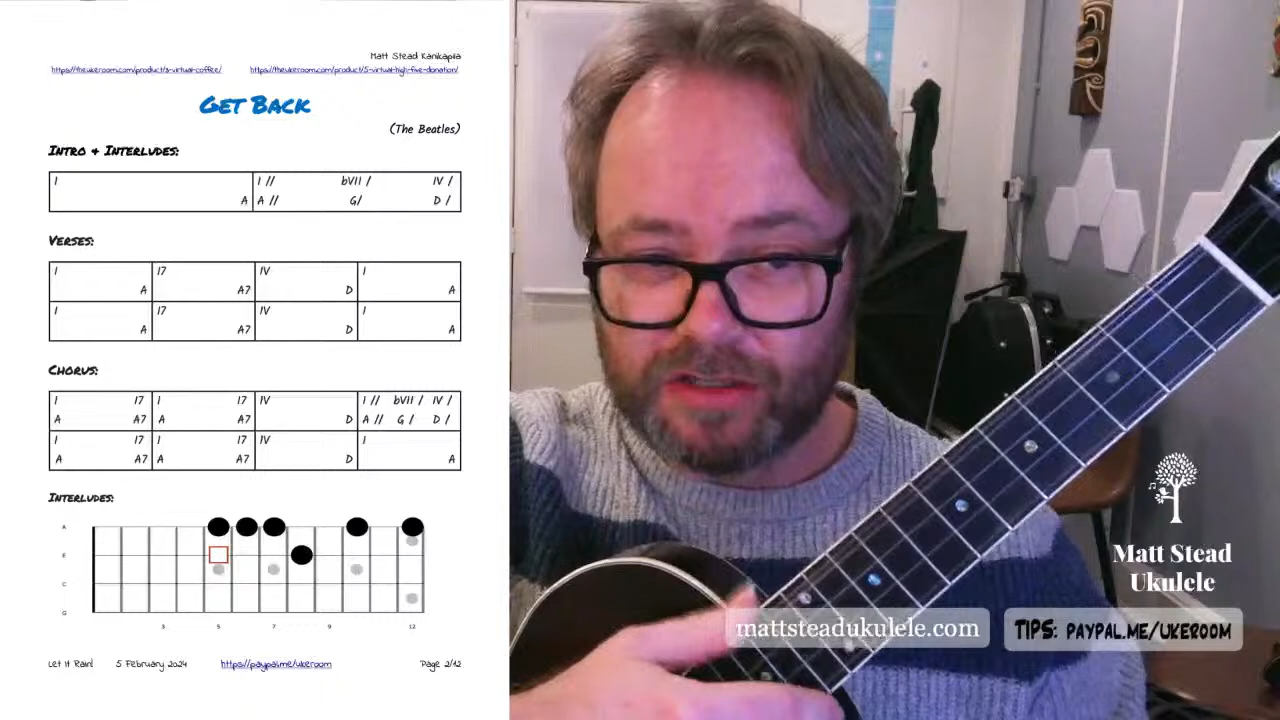 Matt Stead Kanikapila
https://theukeroom.com/product/3-virtual-coffee/ https://theukeroom.com/product/5-virtual-high-five-donation/
Get Back
(The Beatles)
Intro & Interludes:
I I // bVII / IV /
A A // G/ D /
Verses:
I I7 IV I
A A7 D A
I I7 IV I
A A7 D A
Chorus:
I I7 I I7 IV I // bVII / IV /
A A7 A A7 D A // G / D /
I I7 I I7 IV I
A A7 A A7 D A
Interludes:
A
E
C
G
3 5 7 9 12
Let It Rain! 5 February 2024 https://paypal.me/ukeroom Page 2/12
Matt Stead
Ukulele
mattsteadukulele.com
TIPS: PAYPAL.ME/UKEROOM